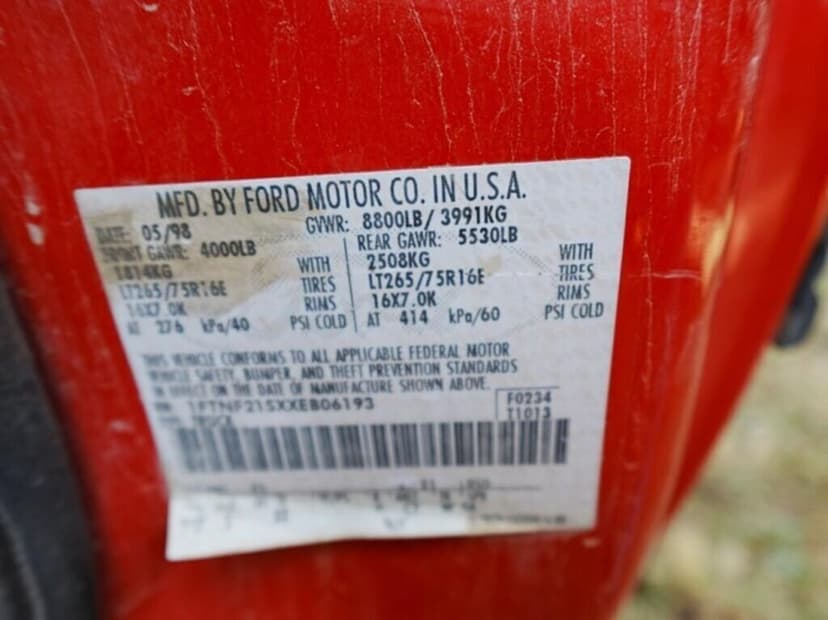 MFD. BY FORD MOTOR CO. IN U.S.A.
DATE: 05/98 GVWR: 8800LB/ 3991KG
FRONT GAWR: 4000LB REAR GAWR: 5530LB
1814KG WITH 2508KG WITH
LT265/75R16E TIRES LT265/75R16E TIRES
16X7.0K RIMS 16X7.0K RIMS
AT 276 kPa/40 PSI COLD AT 414 kPa/60 PSI COLD
THIS VEHICLE CONFORMS TO ALL APPLICABLE FEDERAL MOTOR
VEHICLE SAFETY, BUMPER, AND THEFT PREVENTION STANDARDS
IN EFFECT ON THE DATE OF MANUFACTURE SHOWN ABOVE.
1FTNF21SXXEB06193 F0234
T1013